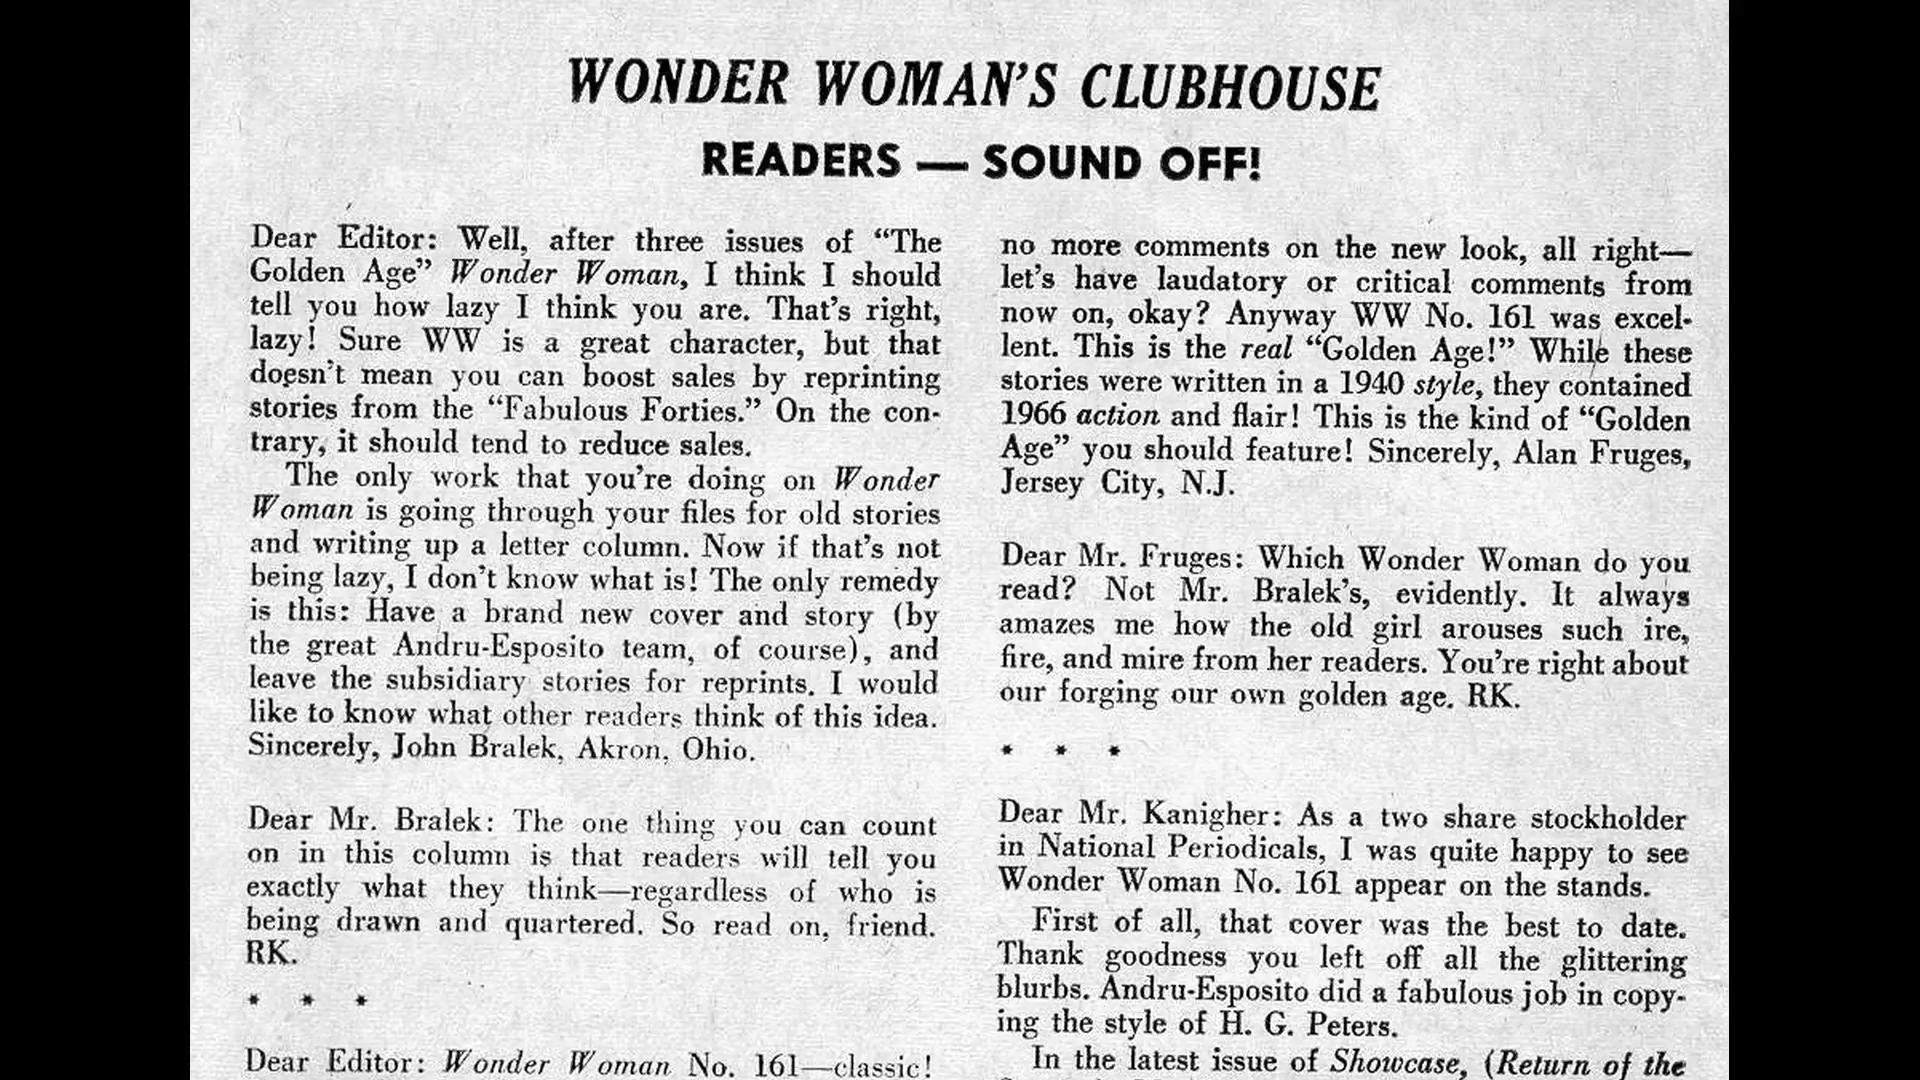 WONDER WOMAN'S CLUBHOUSE
READERS — SOUND OFF!
Dear Editor: Well, after three issues of “The
Golden Age” Wonder Woman, I think I should
tell you how lazy I think you are. That's right,
lazy! Sure WW is a great character, but that
doesn't mean you can boost sales by reprinting
stories from the “Fabulous Forties.” On the con-
trary, it should tend to reduce sales.
The only work that you're doing on Wonder
Woman is going through your files for old stories
and writing up a letter column. Now if that's not
being lazy, I don't know what is! The only remedy
is this: Have a brand new cover and story (by
the great Andru-Esposito team, of course), and
leave the subsidiary stories for reprints. I would
like to know what other readers think of this idea.
Sincerely, John Bralek, Akron, Ohio.
Dear Mr. Bralek: The one thing you can count
on in this column is that readers will tell you
exactly what they think—regardless of who is
being drawn and quartered. So read on, friend.
RK.
* * *
Dear Editor: Wonder Woman No. 161—classic!
no more comments on the new look, all right—
let's have laudatory or critical comments from
now on, okay? Anyway WW No. 161 was excel-
lent. This is the real “Golden Age!” While these
stories were written in a 1940 style, they contained
1966 action and flair! This is the kind of “Golden
Age” you should feature! Sincerely, Alan Fruges,
Jersey City, N.J.
Dear Mr. Fruges: Which Wonder Woman do you
read? Not Mr. Bralek's, evidently. It always
amazes me how the old girl arouses such ire,
fire, and mire from her readers. You're right about
our forging our own golden age. RK.
* * *
Dear Mr. Kanigher: As a two share stockholder
in National Periodicals, I was quite happy to see
Wonder Woman No. 161 appear on the stands.
First of all, that cover was the best to date.
Thank goodness you left off all the glittering
blurbs. Andru-Esposito did a fabulous job in copy-
ing the style of H. G. Peters.
In the latest issue of Showcase, (Return of the